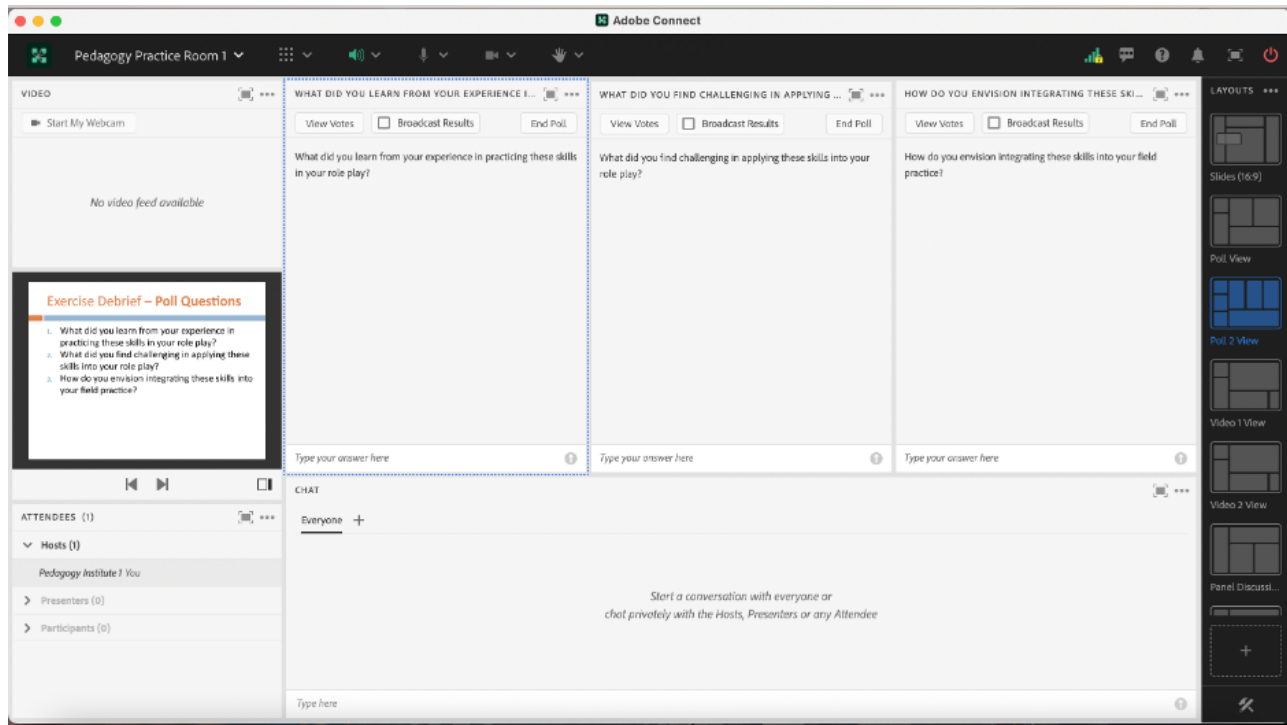 Adobe Connect
Pedagogy Practice Room 1
VIDEO
Start My Webcam
No video feed available
Exercise Debrief – Poll Questions
1. What did you learn from your experience in
practicing these skills in your role play?
2. What did you find challenging in applying these
skills into your role play?
3. How do you envision integrating these skills into
your field practice?
ATTENDEES (1)
Hosts (1)
Pedagogy Institute 1 You
Presenters (0)
Participants (0)
WHAT DID YOU LEARN FROM YOUR EXPERIENCE I...
View Votes Broadcast Results End Poll
What did you learn from your experience in practicing these skills
in your role play?
Type your answer here
WHAT DID YOU FIND CHALLENGING IN APPLYING ...
View Votes Broadcast Results End Poll
What did you find challenging in applying these skills into your
role play?
Type your answer here
HOW DO YOU ENVISION INTEGRATING THESE SKI...
View Votes Broadcast Results End Poll
How do you envision integrating these skills into your field
practice?
Type your answer here
CHAT
Everyone
Start a conversation with everyone or
chat privately with the Hosts, Presenters or any Attendee
Type here
LAYOUTS
Slides (16:9)
Poll View
Poll 2 View
Video 1 View
Video 2 View
Panel Discussi...